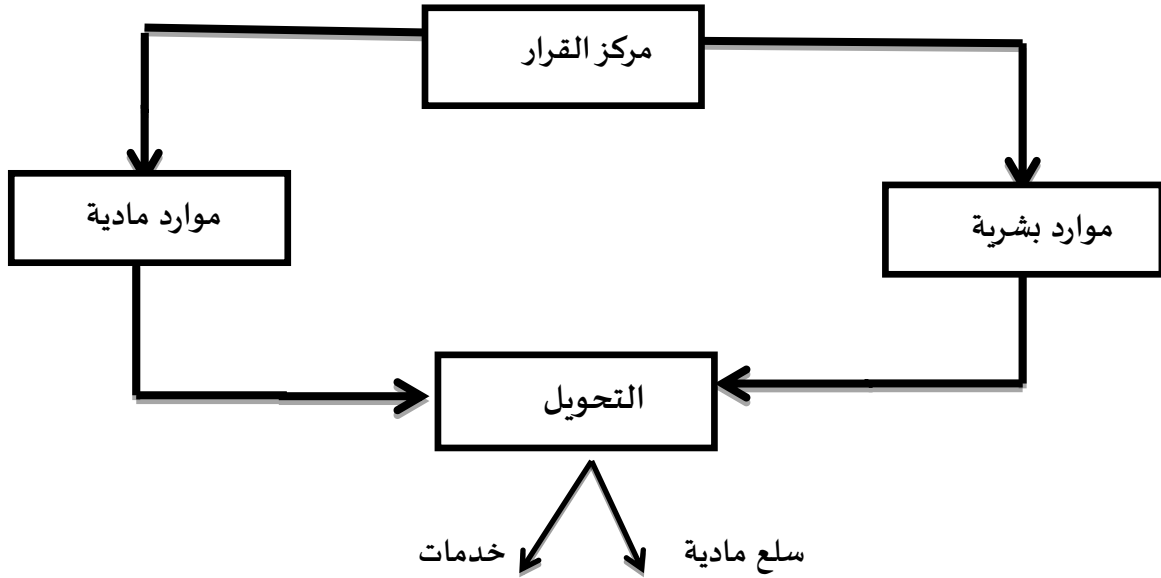 مركز القرار
موارد بشرية
موارد مادية
التحويل
سلع مادية
خدمات